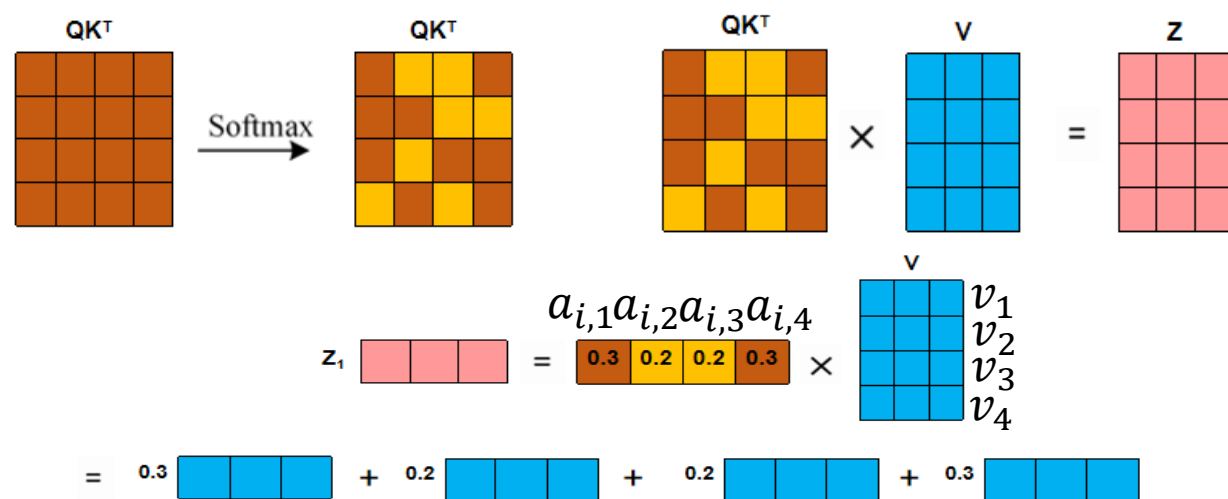 QKᵀ QKᵀ QKᵀ V Z
Softmax × =
V
a_{i,1} a_{i,2} a_{i,3} a_{i,4} v₁
v₂
Z₁ = 0.3 0.2 0.2 0.3 × v₃
v₄
= 0.3 + 0.2 + 0.2 + 0.3